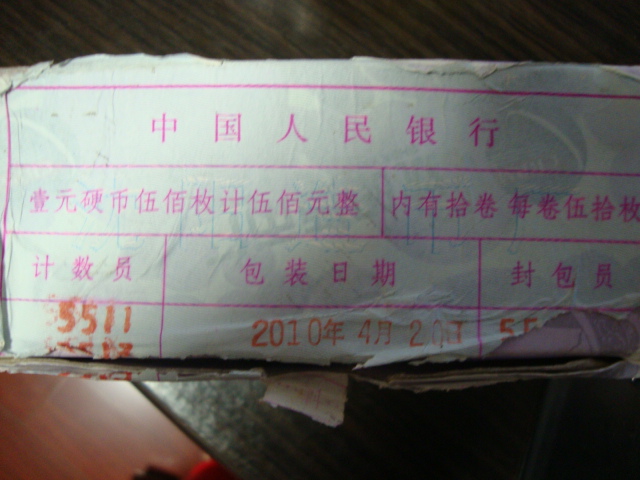 中国人民银行
壹元硬币伍佰枚计伍佰元整 内有拾卷 每卷伍拾枚
计数员 包装日期 封包员
5511 2010年 4月 2 55
5513